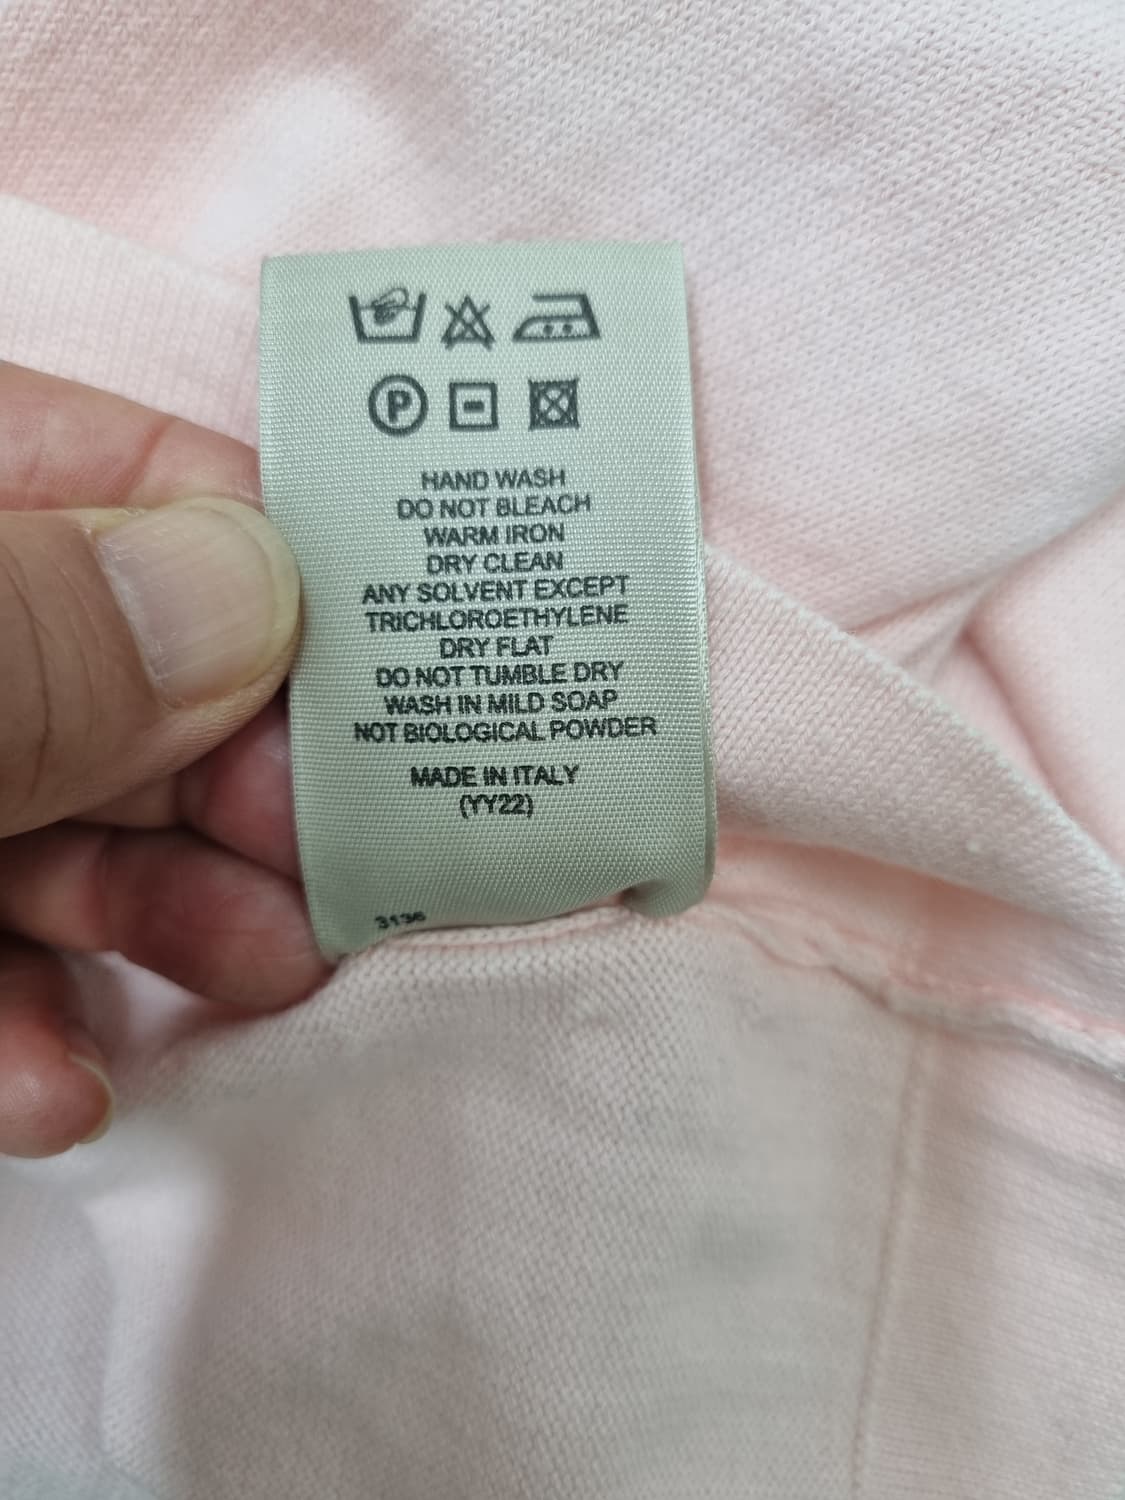 P
HAND WASH
DO NOT BLEACH
WARM IRON
DRY CLEAN
ANY SOLVENT EXCEPT
TRICHLOROETHYLENE
DRY FLAT
DO NOT TUMBLE DRY
WASH IN MILD SOAP
NOT BIOLOGICAL POWDER
MADE IN ITALY
(YY22)
3136